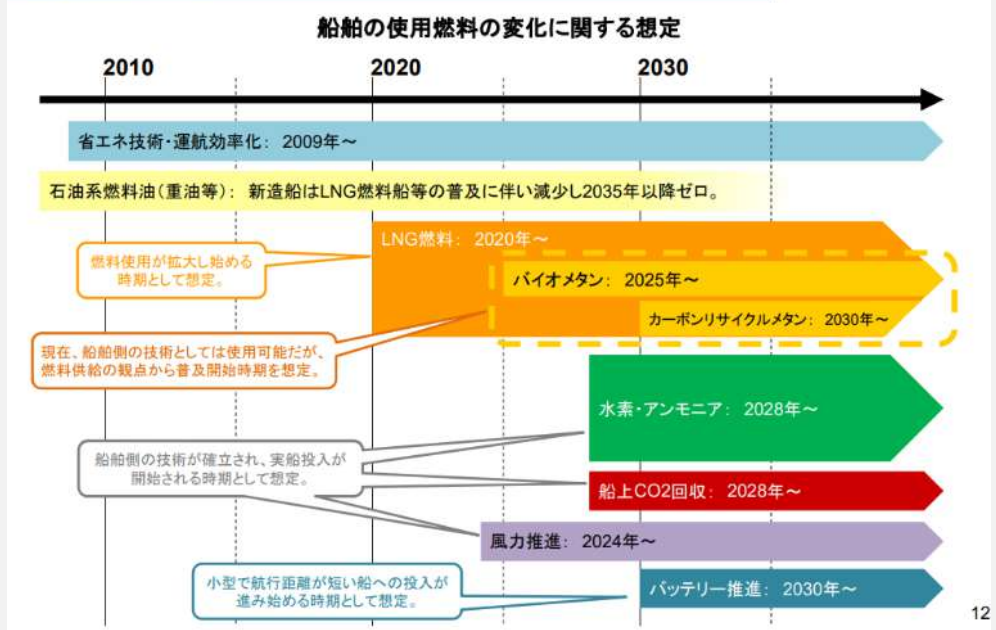 船舶の使用燃料の変化に関する想定
2010
2020
2030
省エネ技術・運航効率化: 2009年～
石油系燃料油(重油等): 新造船はLNG燃料船等の普及に伴い減少し2035年以降ゼロ。
LNG燃料: 2020年～
燃料使用が拡大し始める
時期として想定。
バイオメタン: 2025年～
カーボンリサイクルメタン: 2030年～
現在、船舶側の技術としては使用可能だが、
燃料供給の観点から普及開始時期を想定。
水素・アンモニア: 2028年～
船舶側の技術が確立され、実船投入が
開始される時期として想定。
船上CO2回収: 2028年～
風力推進: 2024年～
小型で航行距離が短い船への投入が
進み始める時期として想定。
バッテリー推進: 2030年～
12